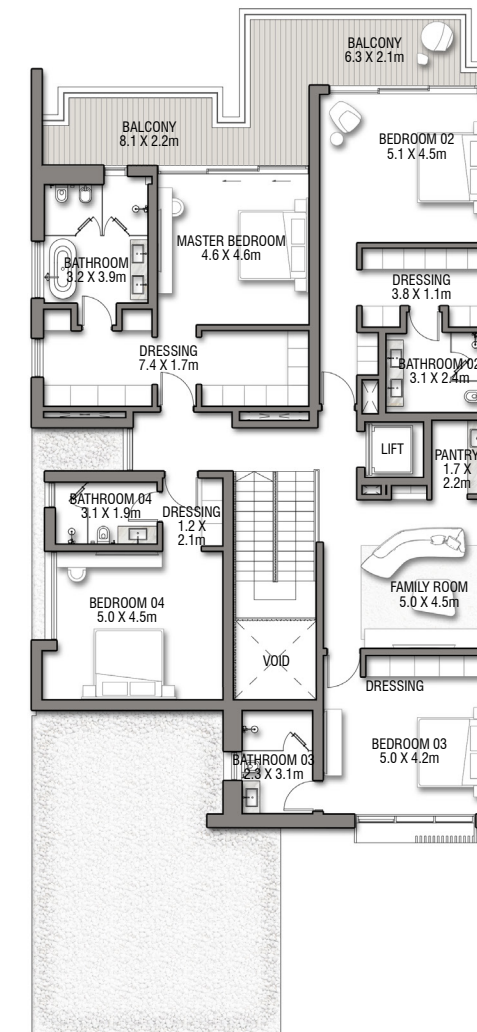 BALCONY
6.3 X 2.1m
BALCONY
8.1 X 2.2m
BEDROOM 02
5.1 X 4.5m
MASTER BEDROOM
4.6 X 4.6m
BATHROOM
3.2 X 3.9m
DRESSING
3.8 X 1.1m
DRESSING
7.4 X 1.7m
BATHROOM 02
3.1 X 2.4m
LIFT
PANTRY
1.7 X
2.2m
BATHROOM 04
3.1 X 1.9m
DRESSING
1.2 X
2.1m
FAMILY ROOM
5.0 X 4.5m
BEDROOM 04
5.0 X 4.5m
VOID
DRESSING
BEDROOM 03
5.0 X 4.2m
BATHROOM 03
2.3 X 3.1m